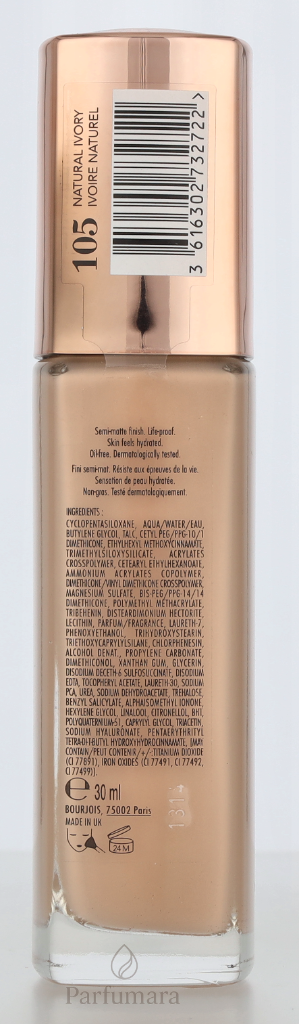 105
NATURAL IVORY
IVOIRE NATUREL
3 616302 732722 >
Semi-matte finish. Life-proof.
Skin feels hydrated.
Oil-free. Dermatologically tested.
Fini semi-mat. Résiste aux épreuves de la vie.
Sensation de peau hydratée.
Non-gras. Testé dermatologiquement.
INGREDIENTS :
CYCLOPENTASILOXANE, AQUA/WATER/EAU,
BUTYLENE GLYCOL, TALC, CETYL PEG/PPG-10/1
DIMETHICONE, ETHYLHEXYL METHOXYCINNAMATE,
TRIMETHYLSILOXYSILICATE, ACRYLATES
CROSSPOLYMER, CETEARYL ETHYLHEXANOATE,
AMMONIUM ACRYLATES COPOLYMER,
DIMETHICONE/VINYL DIMETHICONE CROSSPOLYMER,
MAGNESIUM SULFATE, BIS-PEG/PPG-14/14
DIMETHICONE, POLYMETHYL METHACRYLATE,
TRIBEHENIN, DISTEARDIMONIUM HECTORITE,
LECITHIN, PARFUM/FRAGRANCE, LAURETH-7,
PHENOXYETHANOL, TRIHYDROXYSTEARIN,
TRIETHOXYCAPRYLYLSILANE, CHLORPHENESIN,
ALCOHOL DENAT., PROPYLENE CARBONATE,
DIMETHICONOL, XANTHAN GUM, GLYCERIN,
DISODIUM DECETH-6 SULFOSUCCINATE, DISODIUM
EDTA, TOCOPHERYL ACETATE, LAURETH-30, SODIUM
PCA, UREA, SODIUM DEHYDROACETATE, TREHALOSE,
BENZYL SALICYLATE, ALPHA-ISOMETHYL IONONE,
HEXYLENE GLYCOL, LINALOOL, CITRONELLOL, BHT,
POLYQUATERNIUM-51, CAPRYLYL GLYCOL, TRIACETIN,
SODIUM HYALURONATE, PENTAERYTHRITYL
TETRA-DI-T-BUTYL HYDROXYHYDROCINNAMATE, [MAY
CONTAIN/PEUT CONTENIR/+/-:TITANIUM DIOXIDE
(CI 77891), IRON OXIDES (CI 77491, CI 77492,
CI 77499)].
e 30 ml
BOURJOIS, 75002 Paris
MADE IN UK
24 M
Parfumara